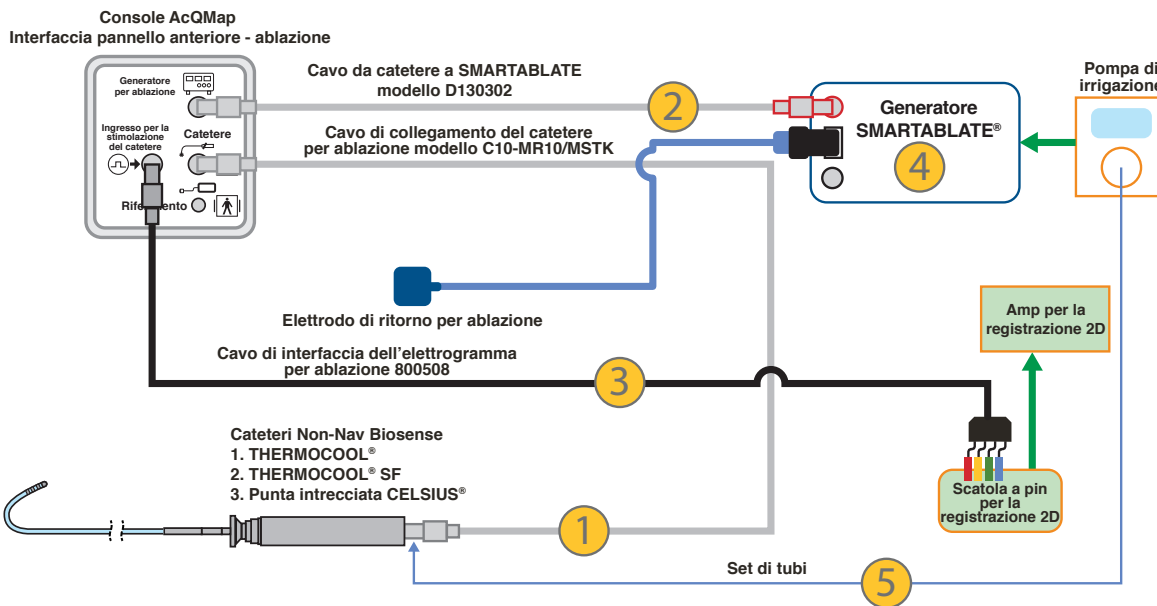 Console AcQMap
Interfaccia pannello anteriore - ablazione
Generatore
per ablazione
Ingresso per la
stimolazione
del catetere
Catetere
Riferimento
Cavo da catetere a SMARTABLATE
modello D130302
2
Cavo di collegamento del catetere
per ablazione modello C10-MR10/MSTK
Generatore
SMARTABLATE®
4
Pompa di
irrigazione
Elettrodo di ritorno per ablazione
Amp per la
registrazione 2D
Cavo di interfaccia dell'elettrogramma
per ablazione 800508
3
Cateteri Non-Nav Biosense
1. THERMOCOOL®
2. THERMOCOOL® SF
3. Punta intrecciata CELSIUS®
Scatola a pin
per la
registrazione 2D
1
Set di tubi
5